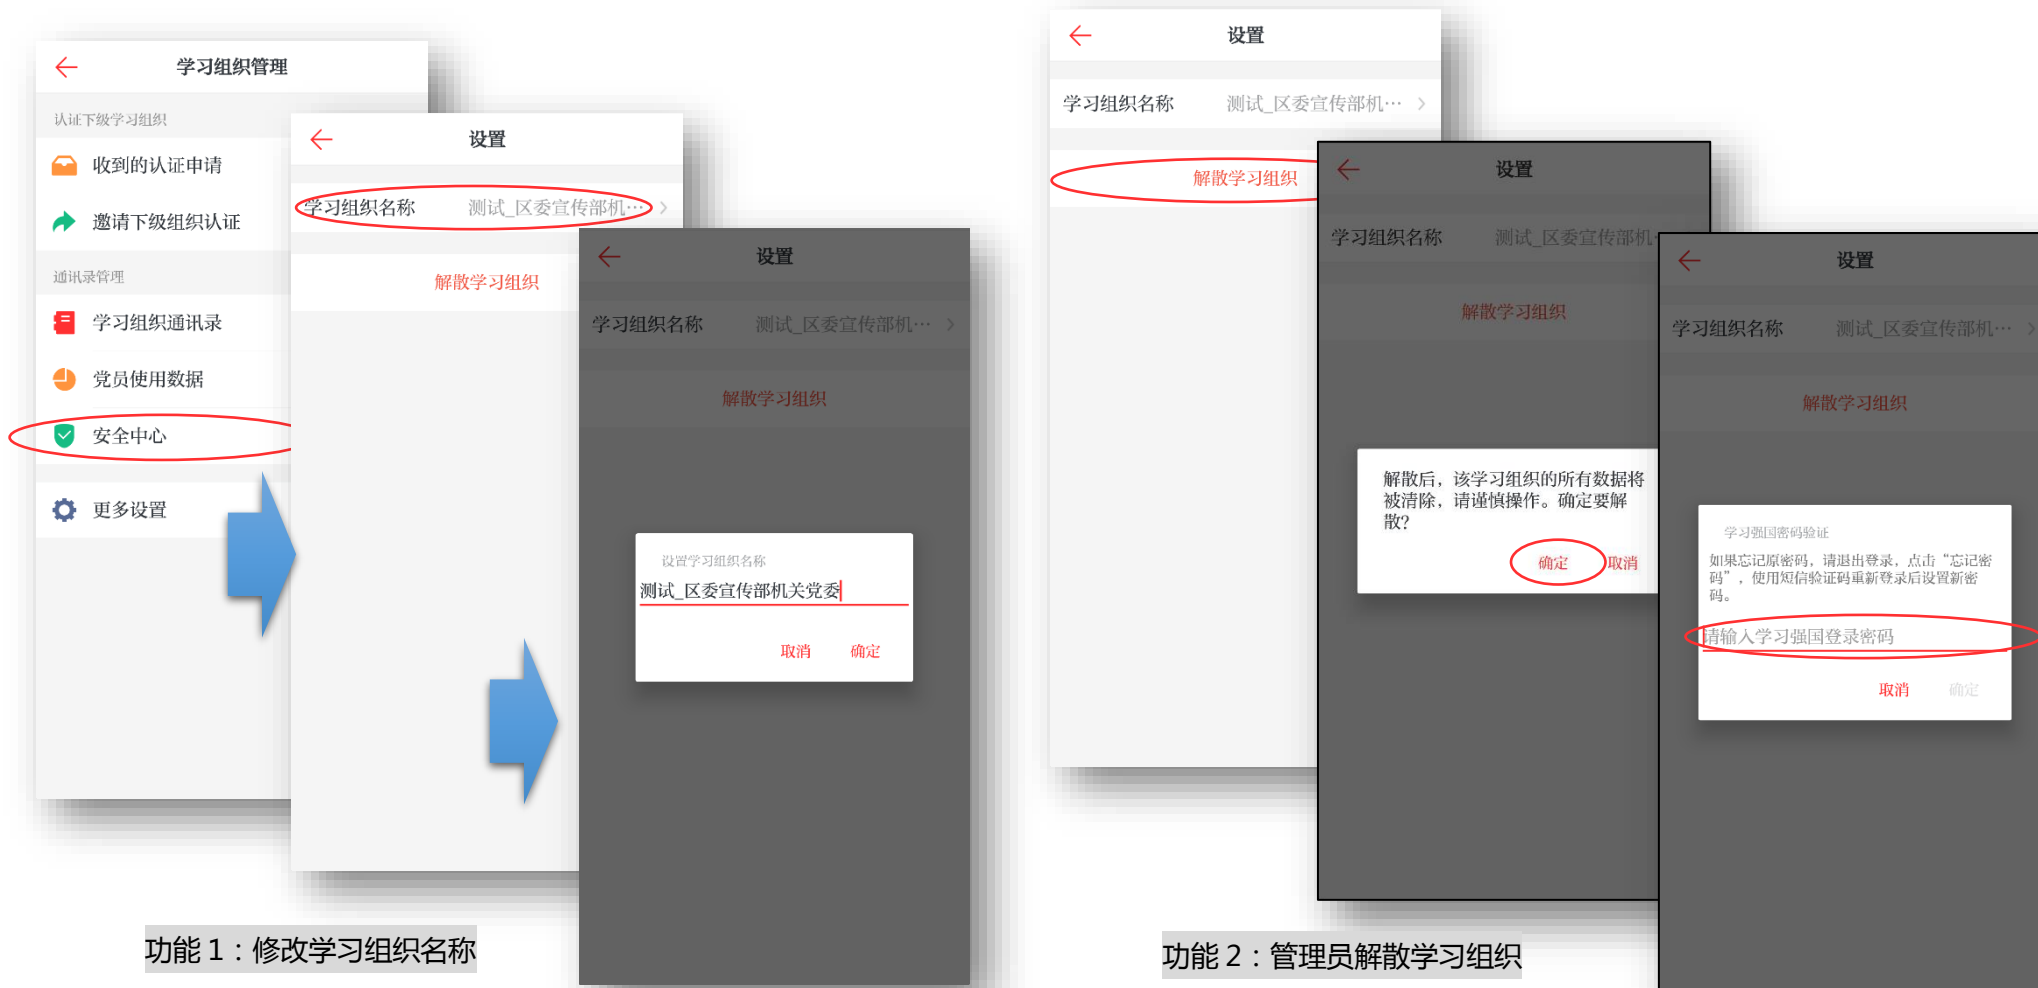 学习组织管理
认证下级学习组织
收到的认证申请
邀请下级组织认证
通讯录管理
学习组织通讯录
党员使用数据
安全中心
更多设置
设置
学习组织名称 测试_区委宣传部机…
解散学习组织
设置
学习组织名称 测试_区委宣传部机…
解散学习组织
设置学习组织名称
测试_区委宣传部机关党委
取消 确定
功能 1：修改学习组织名称
设置
学习组织名称 测试_区委宣传部机…
解散学习组织
设置
学习组织名称 测试_区委宣传部机
解散学习组织
解散后，该学习组织的所有数据将
被清除，请谨慎操作。确定要解
散？
确定 取消
设置
学习组织名称 测试_区委宣传部机…
解散学习组织
学习强国密码验证
如果忘记原密码，请退出登录，点击“忘记密
码”，使用短信验证码重新登录后设置新密
码。
请输入学习强国登录密码
取消 确定
功能 2：管理员解散学习组织